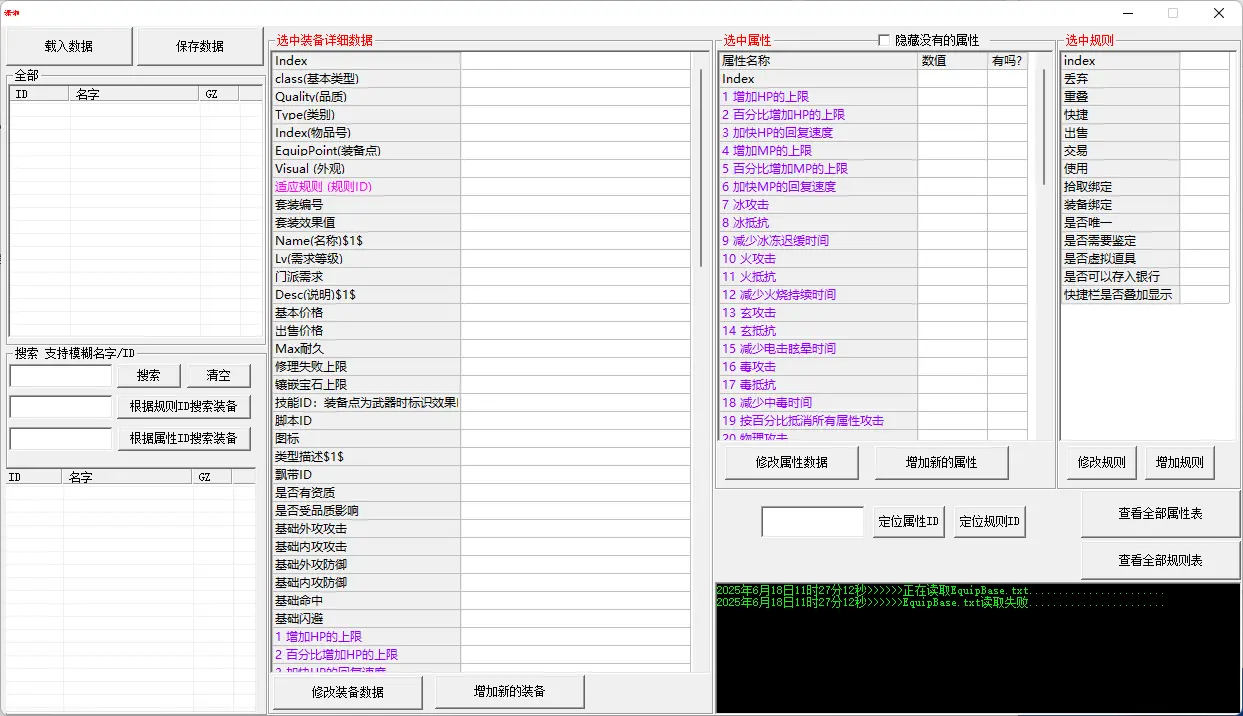 载入数据
保存数据
全部
ID 名字 GZ
搜索 支持模糊名字/ID
搜索
清空
根据规则ID搜索装备
根据属性ID搜索装备
ID 名字 GZ
选中装备详细数据
Index
class(基本类型)
Quality(品质)
Type(类别)
Index(物品号)
EquipPoint(装备点)
Visual (外观)
适应规则 (规则ID)
套装编号
套装效果值
Name(名称)$1$
Lv(需求等级)
门派需求
Desc(说明)$1$
基本价格
出售价格
Max耐久
修理失败上限
镶嵌宝石上限
技能ID：装备点为武器时标识效果I
脚本ID
图标
类型描述$1$
飘带ID
是否有资质
是否受品质影响
基础外攻攻击
基础内攻攻击
基础外攻防御
基础内攻防御
基础命中
基础闪避
1 增加HP的上限
2 百分比增加HP的上限
3 加快HP的回复速度
修改装备数据
增加新的装备
选中属性
隐藏没有的属性
属性名称 数值 有吗?
Index
1 增加HP的上限
2 百分比增加HP的上限
3 加快HP的回复速度
4 增加MP的上限
5 百分比增加MP的上限
6 加快MP的回复速度
7 冰攻击
8 冰抵抗
9 减少冰冻迟缓时间
10 火攻击
11 火抵抗
12 减少火烧持续时间
13 玄攻击
14 玄抵抗
15 减少电击眩晕时间
16 毒攻击
17 毒抵抗
18 减少中毒时间
19 按百分比抵消所有属性攻击
20 物理攻击
修改属性数据
增加新的属性
选中规则
index
丢弃
重叠
快捷
出售
交易
使用
拾取绑定
装备绑定
是否唯一
是否需要鉴定
是否虚拟道具
是否可以存入银行
快捷栏是否叠加显示
修改规则
增加规则
定位属性ID
定位规则ID
查看全部属性表
查看全部规则表
2025年6月18日11时27分12秒>>>>>>正在读取EquipBase.txt.......................
2025年6月18日11时27分12秒>>>>>>EquipBase.txt读取失败.......................